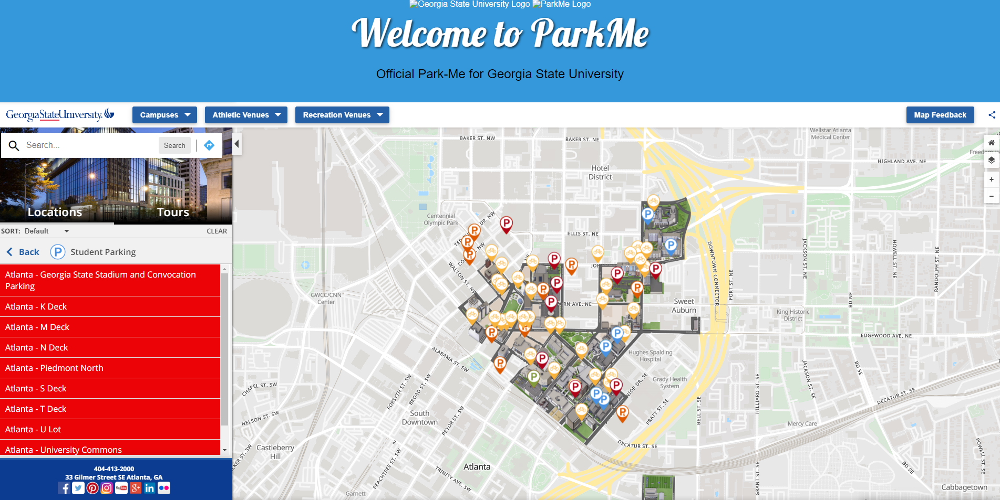 Georgia State University Logo ParkMe Logo
Welcome to ParkMe
Official Park-Me for Georgia State University
GeorgiaStateUniversity
Campuses
Athletic Venues
Recreation Venues
Map Feedback
Search...
Search
Locations
Tours
SORT: Default
CLEAR
Back
P
Student Parking
Atlanta - Georgia State Stadium and Convocation
Parking
Atlanta - K Deck
Atlanta - M Deck
Atlanta - N Deck
Atlanta - Piedmont North
Atlanta - S Deck
Atlanta - T Deck
Atlanta - U Lot
Atlanta - University Commons
404-413-2000
33 Gilmer Street SE Atlanta, GA
Wellstar Atlanta
Medical Center
BAKER ST. NW
BAKER ST. NE
HIGHLAND AVE. NE
Hotel
District
Centennial
Olympic Park
DR. NW
ELLIS ST. NE
WALTON ST. NW
GWCC/CNN
Center
RN AVE. NE
Sweet
Auburn
DOWNTOWN CONNECTOR
FORT ST. NE
JACKSON ST. NE
HOWELL ST. NE
RANDOLPH ST. NE
BD NE
King Historic
District
EDGEWOOD AVE. NE
Hughes Spalding
Hospital
ALABAMA ST. SW
Grady Health
System
CHAPEL ST. SW
FORSYTH ST. SW
BROAD ST. SW
NIOR DR. SE
PRATT ST. SE
BELL ST. SE
HILLIARD ST. SE
JACKSON ST. SE
BD SE
DECATUR ST. SE
NELSON ST. SW
South
Downtown
PRYOR ST. SW
Mercy Care
Castleberry
Hill
DECATUR ST. SE
PEACHTREE ST. SW
Atlanta
TRINITY AVE. SW
GRANT ST. SE
BD SE
POWELL ST. SE
Garnett
Cabbagetown